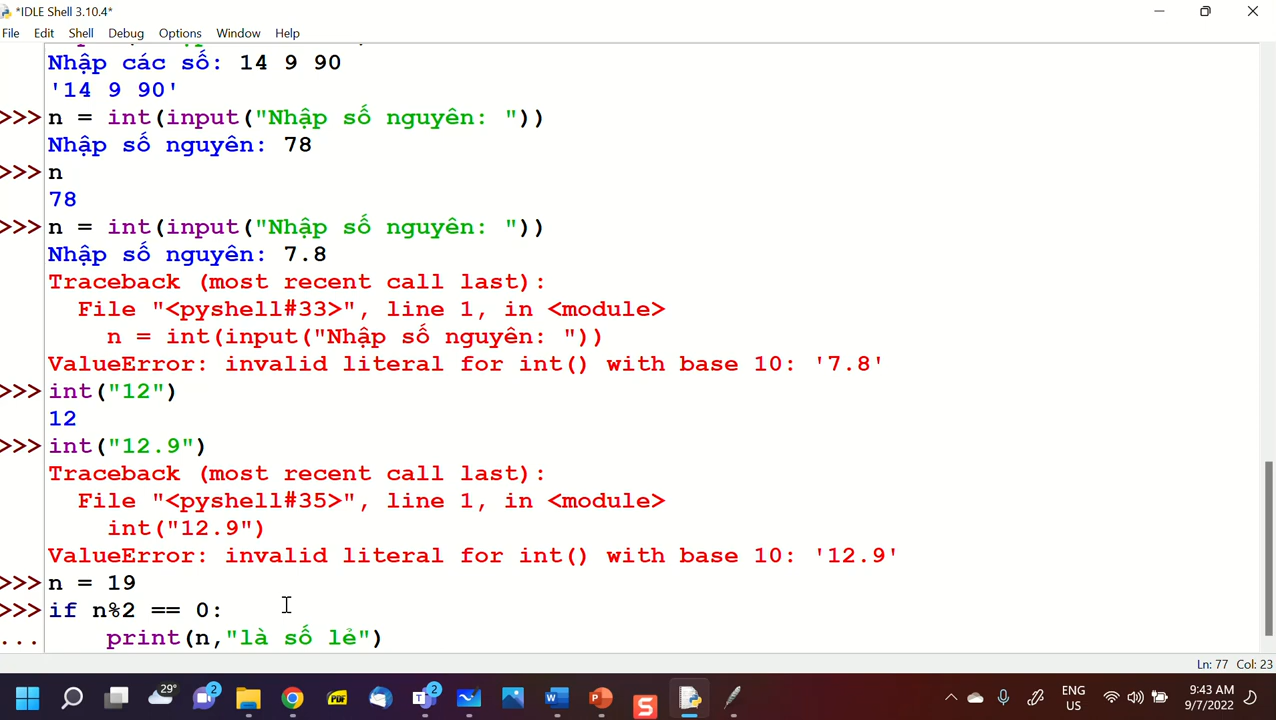 *IDLE Shell 3.10.4*
File Edit Shell Debug Options Window Help
Nhập các số: 14 9 90
'14 9 90'
>>> n = int(input("Nhập số nguyên: "))
Nhập số nguyên: 78
>>> n
78
>>> n = int(input("Nhập số nguyên: "))
Nhập số nguyên: 7.8
Traceback (most recent call last):
  File "<pyshell#33>", line 1, in <module>
    n = int(input("Nhập số nguyên: "))
ValueError: invalid literal for int() with base 10: '7.8'
>>> int("12")
12
>>> int("12.9")
Traceback (most recent call last):
  File "<pyshell#35>", line 1, in <module>
    int("12.9")
ValueError: invalid literal for int() with base 10: '12.9'
>>> n = 19
>>> if n%2 == 0:
...     print(n,"là số lẻ")
Ln: 77 Col: 23
29° 2 PDF T 2 W P S ENG US 9:43 AM 9/7/2022